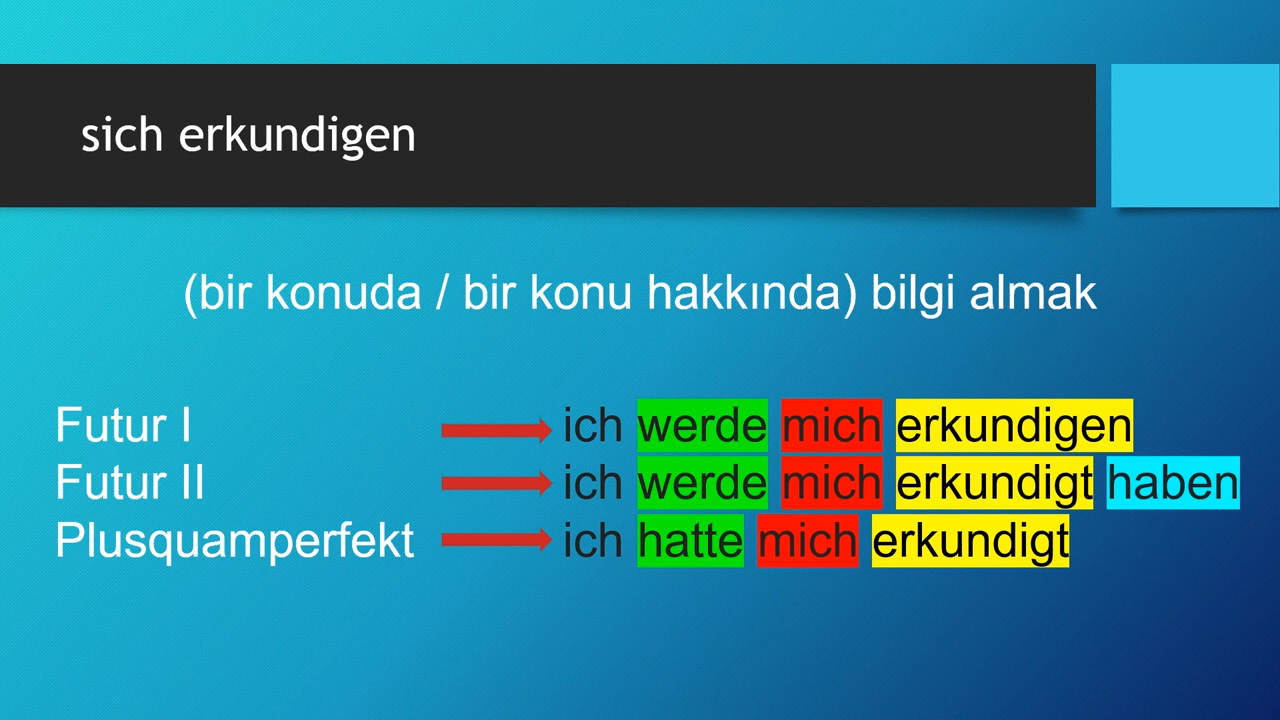 sich erkundigen
(bir konuda / bir konu hakkında) bilgi almak
Futur I ich werde mich erkundigen
Futur II ich werde mich erkundigt haben
Plusquamperfekt ich hatte mich erkundigt